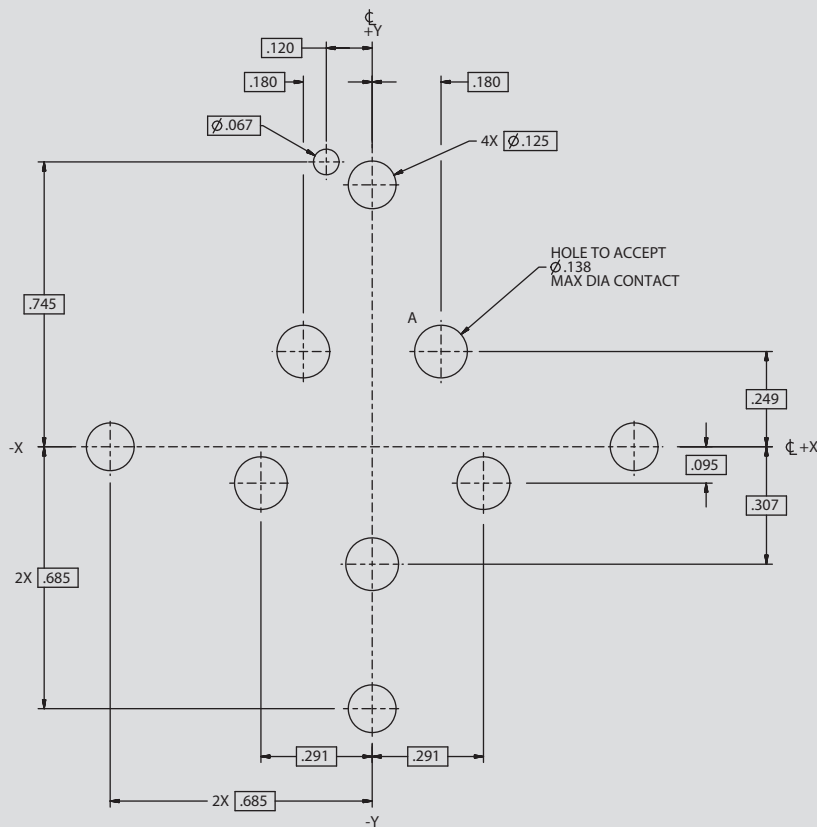 ℄
+Y
.120
.180
.180
⌀.067
4X ⌀.125
HOLE TO ACCEPT
⌀.138
MAX DIA CONTACT
.745
A
.249
-X
℄ +X
.095
.307
2X .685
.291
.291
2X .685
-Y